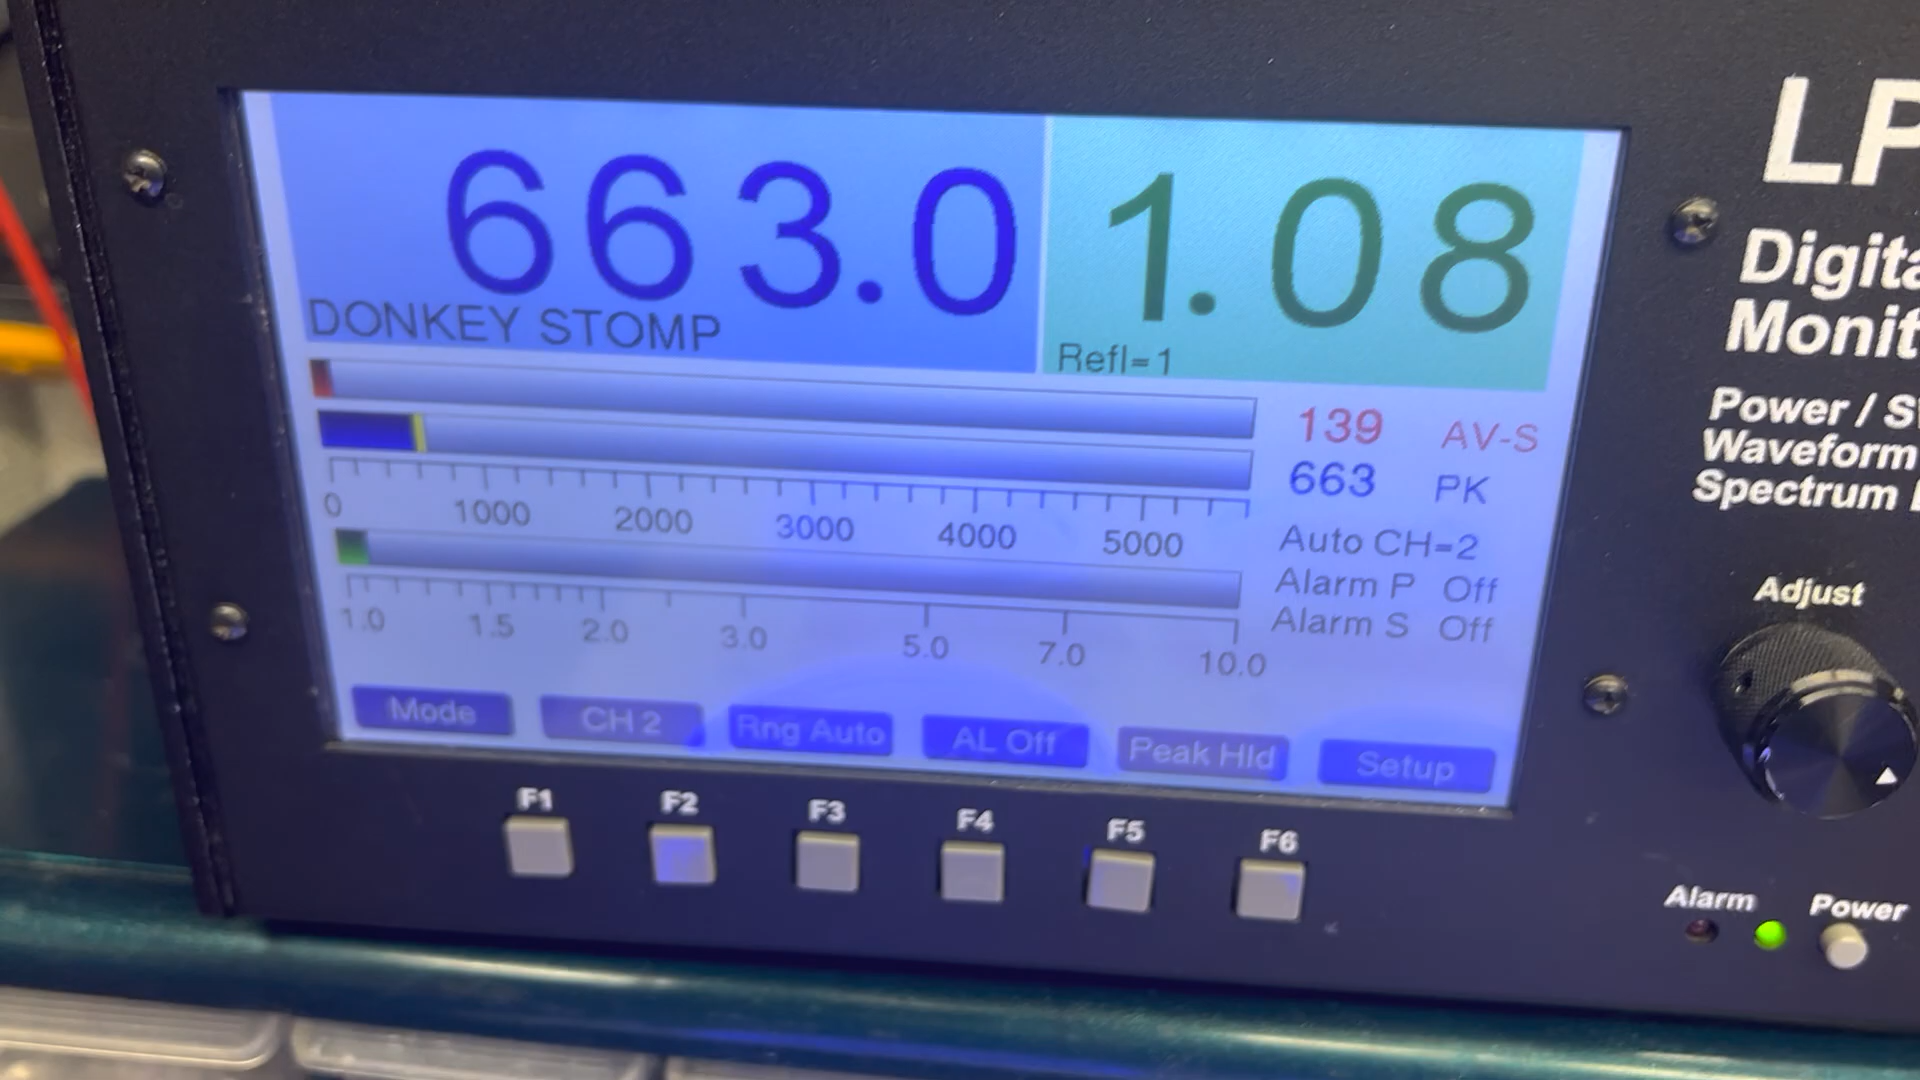 663.0 1.08
DONKEY STOMP
Refl=1
139 AV-S
663 PK
0 1000 2000 3000 4000 5000
Auto CH=2
Alarm P Off
Alarm S Off
1.0 1.5 2.0 3.0 5.0 7.0 10.0
Mode CH 2 Rng Auto AL Off Peak Hld Setup
F1 F2 F3 F4 F5 F6
LP
Digita
Monit
Power / S
Waveform
Spectrum
Adjust
Alarm Power